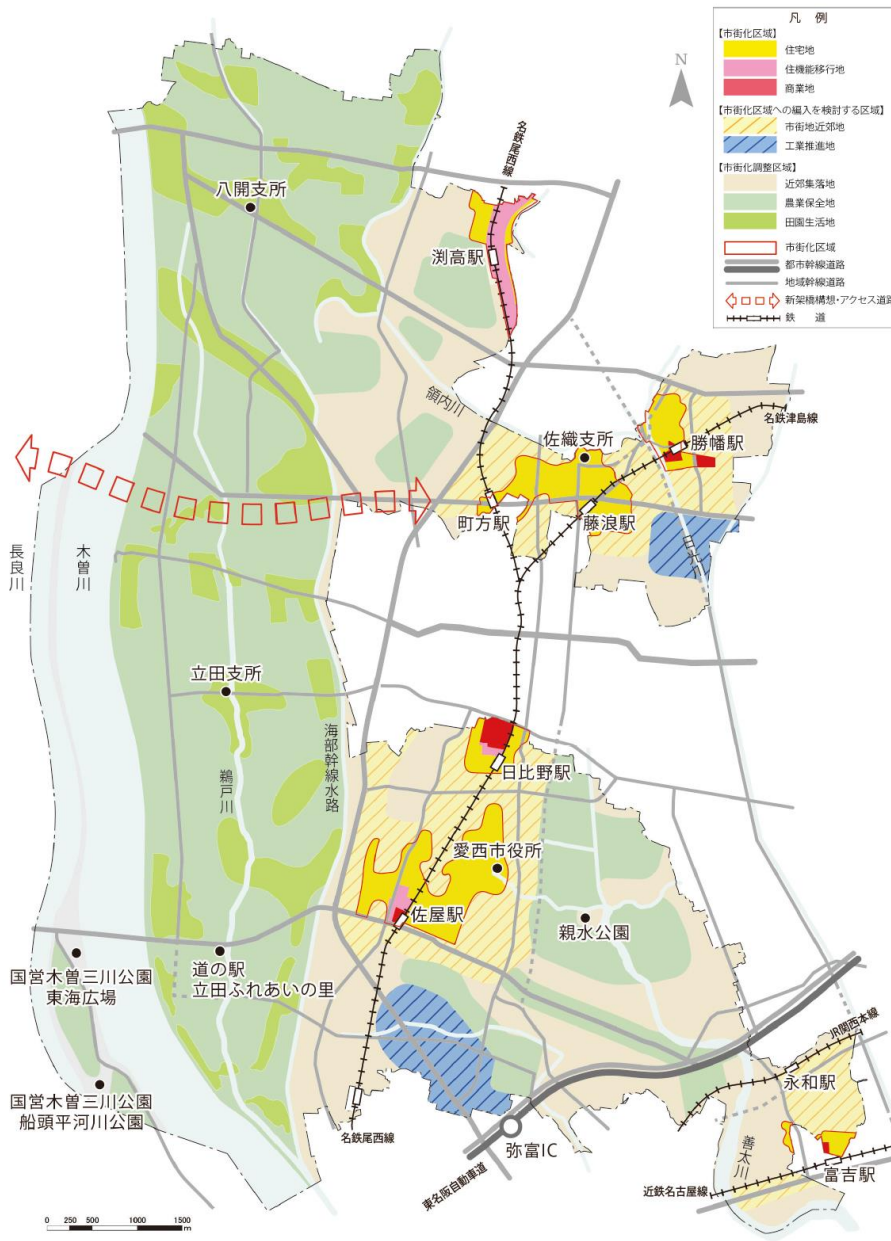 凡 例
【市街化区域】
住宅地
住機能移行地
商業地
【市街化区域への編入を検討する区域】
市街地近郊地
工業推進地
【市街化調整区域】
近郊集落地
農業保全地
田園生活地
市街化区域
都市幹線道路
地域幹線道路
新架橋構想・アクセス道路
鉄 道
N
名鉄尾西線
八開支所
渕高駅
領内川
佐織支所
名鉄津島線
勝幡駅
町方駅
藤浪駅
長良川
木曽川
立田支所
海部幹線水路
鵜戸川
日比野駅
愛西市役所
佐屋駅
親水公園
国営木曽三川公園
東海広場
道の駅
立田ふれあいの里
国営木曽三川公園
船頭平河川公園
名鉄尾西線
弥富IC
東名阪自動車道
JR関西本線
永和駅
善太川
富吉駅
近鉄名古屋線
0 250 500 1000 1500
m